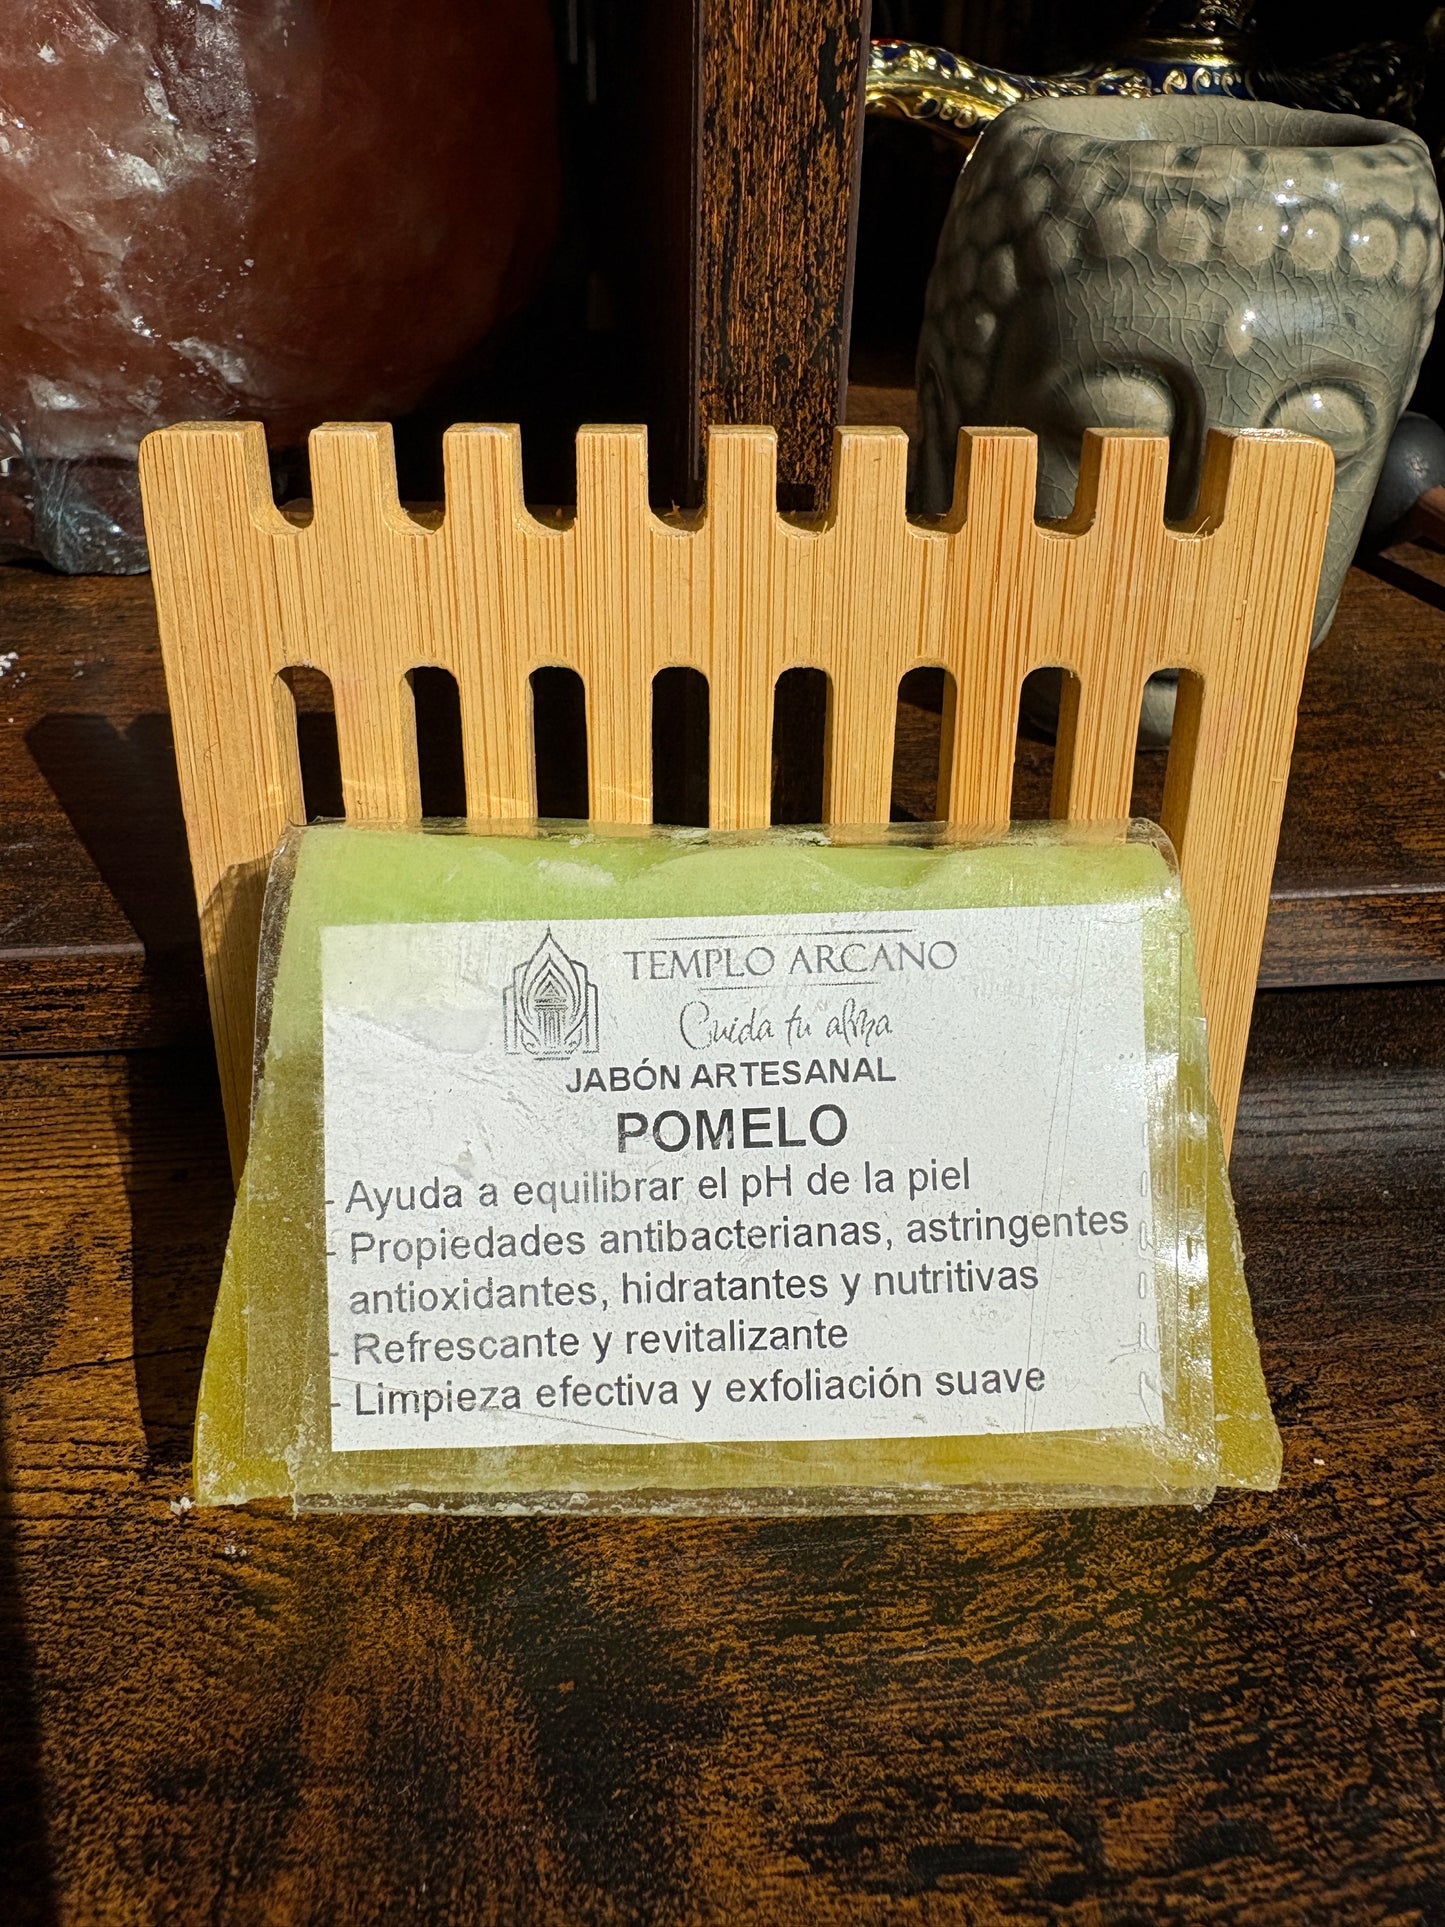 TEMPLO ARCANO
Cuida tu alma
JABÓN ARTESANAL
POMELO
- Ayuda a equilibrar el pH de la piel
- Propiedades antibacterianas, astringentes
antioxidantes, hidratantes y nutritivas
- Refrescante y revitalizante
- Limpieza efectiva y exfoliación suave